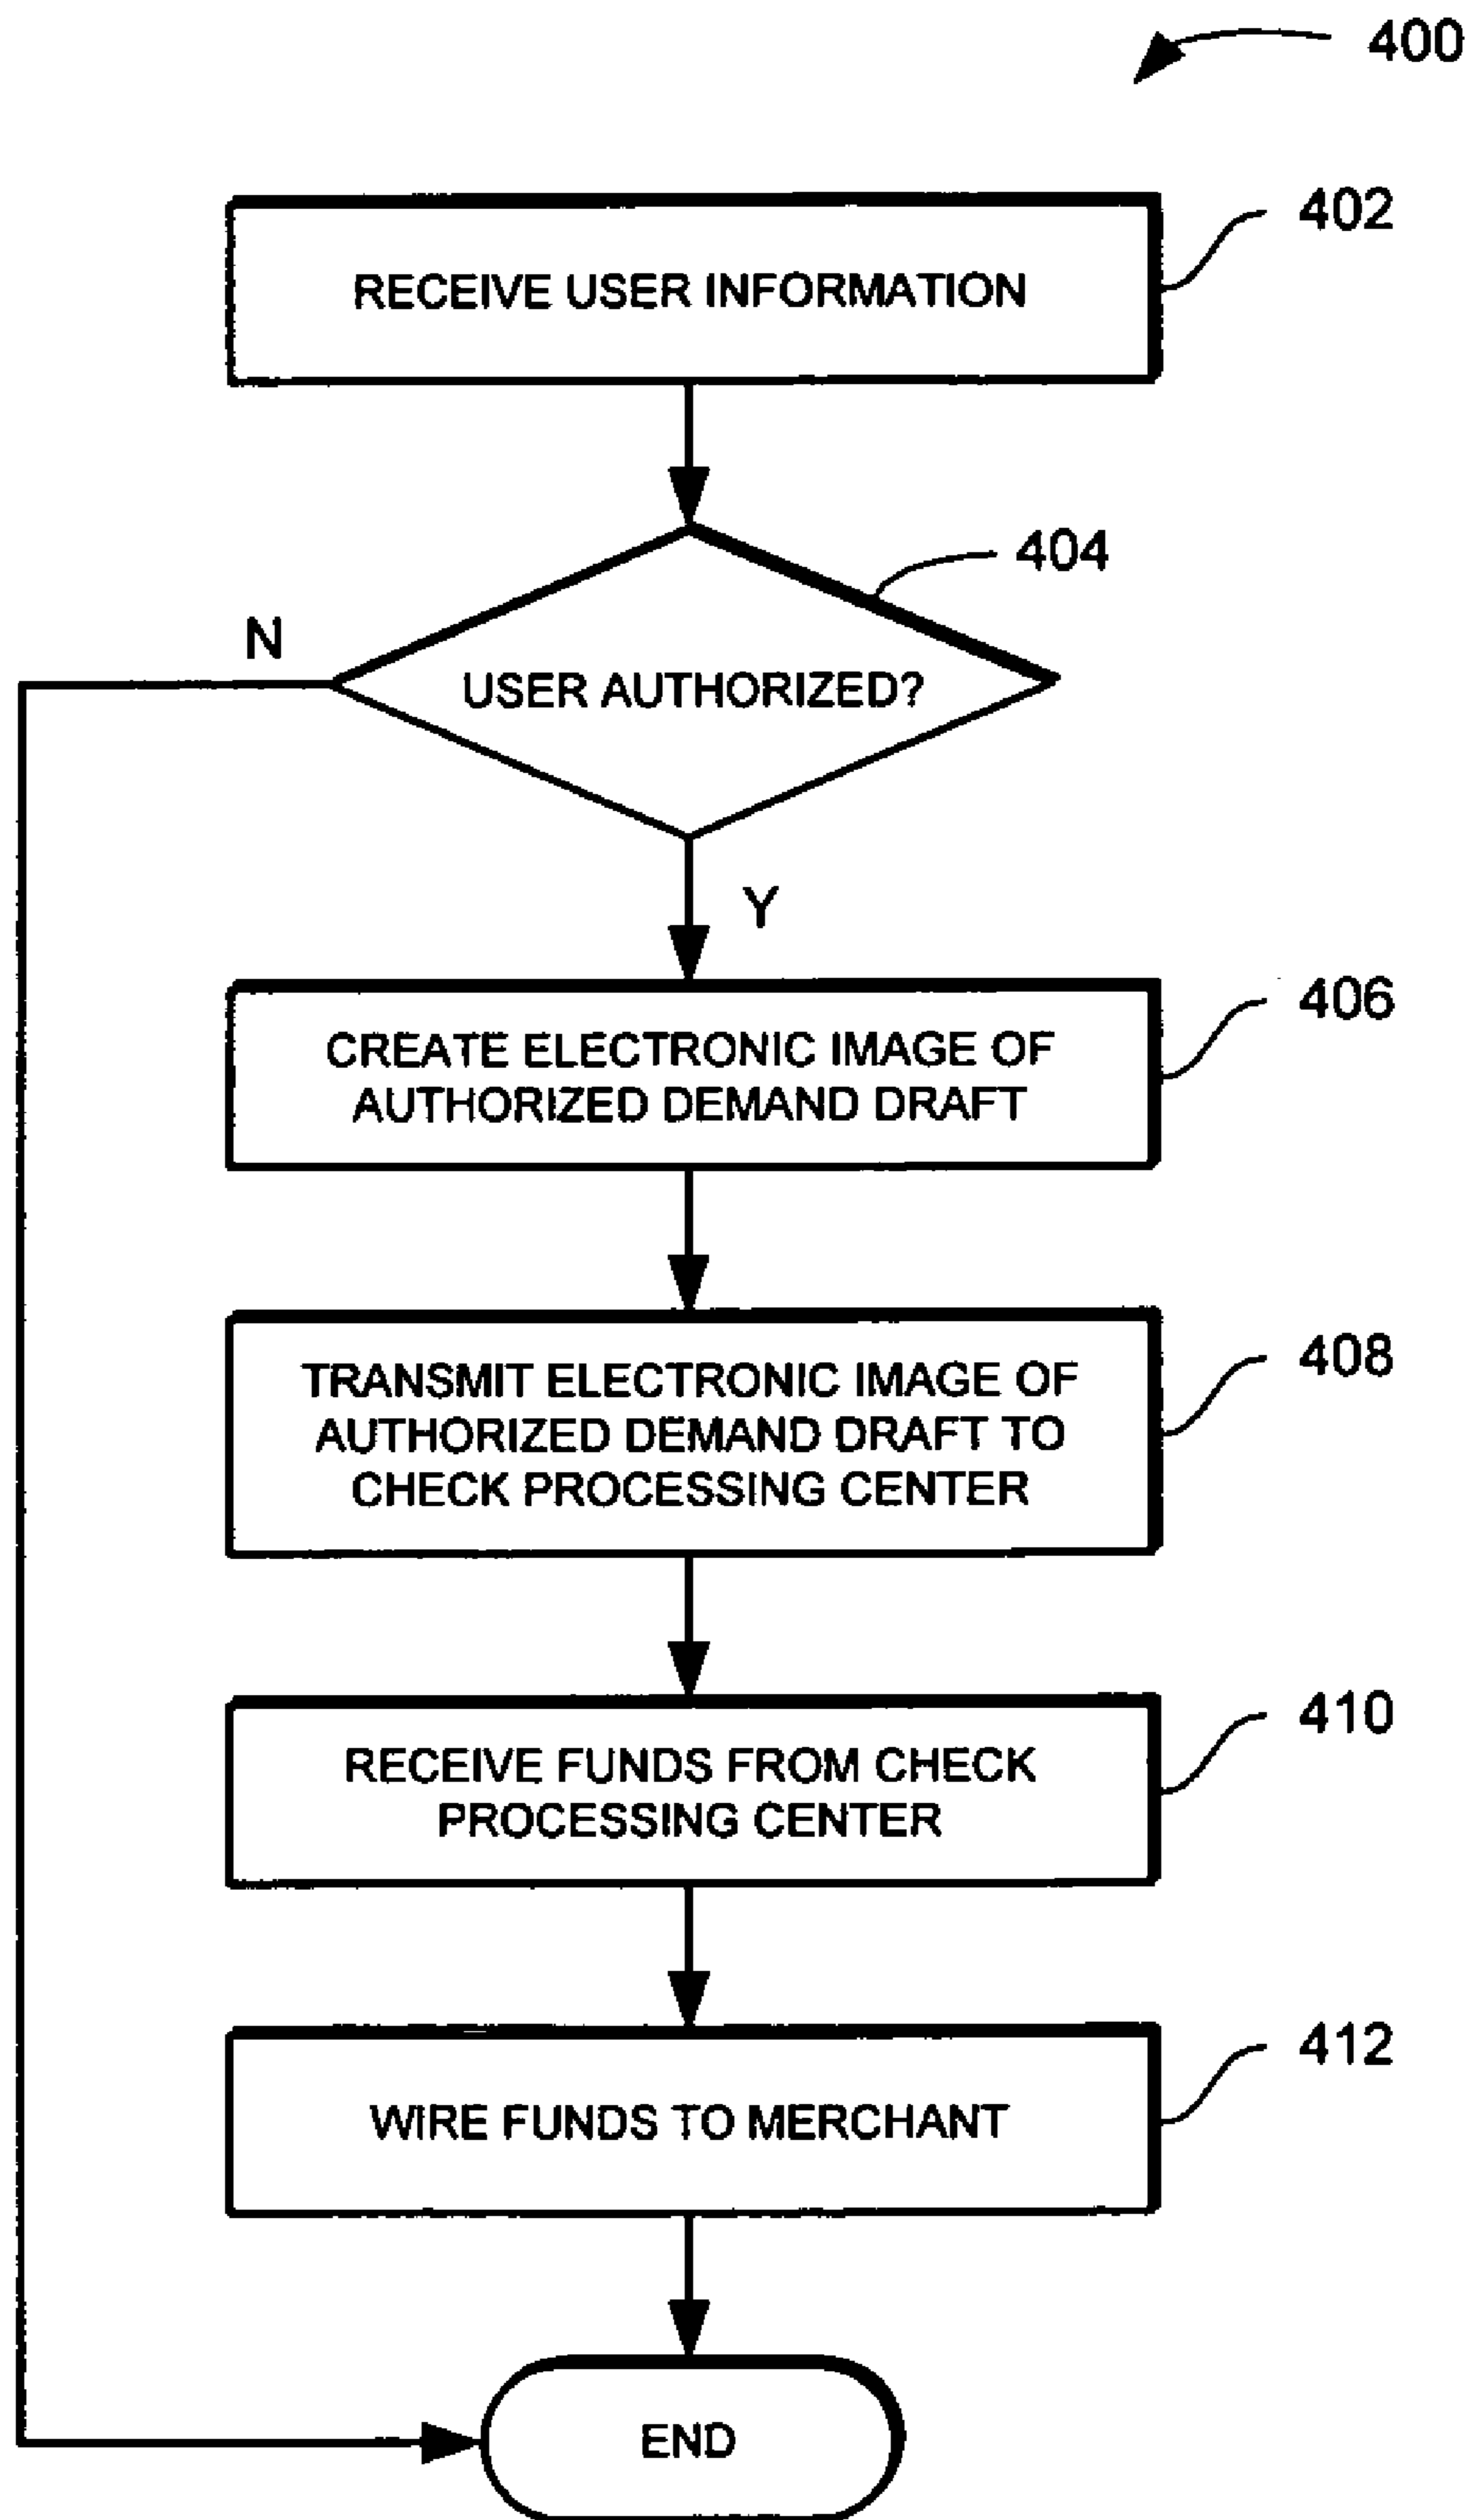 400
402
RECEIVE USER INFORMATION
404
N
USER AUTHORIZED?
Y
406
CREATE ELECTRONIC IMAGE OF
AUTHORIZED DEMAND DRAFT
408
TRANSMIT ELECTRONIC IMAGE OF
AUTHORIZED DEMAND DRAFT TO
CHECK PROCESSING CENTER
410
RECEIVE FUNDS FROM CHECK
PROCESSING CENTER
412
WIRE FUNDS TO MERCHANT
END